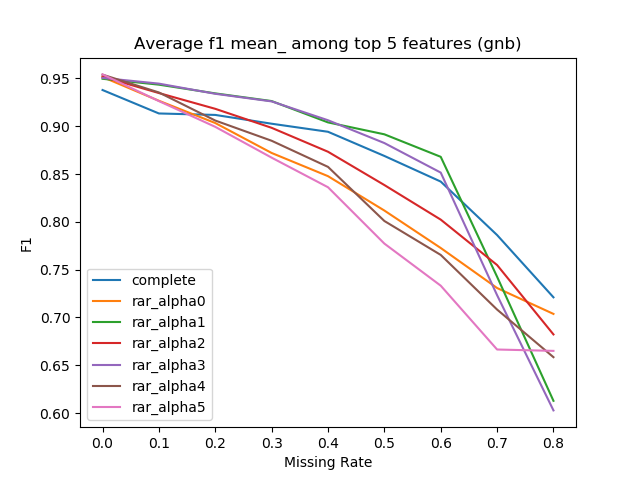 Average f1 mean_ among top 5 features (gnb)
0.95
0.90
0.85
0.80
0.75
0.70
0.65
0.60
F1
complete
rar_alpha0
rar_alpha1
rar_alpha2
rar_alpha3
rar_alpha4
rar_alpha5
0.0 0.1 0.2 0.3 0.4 0.5 0.6 0.7 0.8
Missing Rate